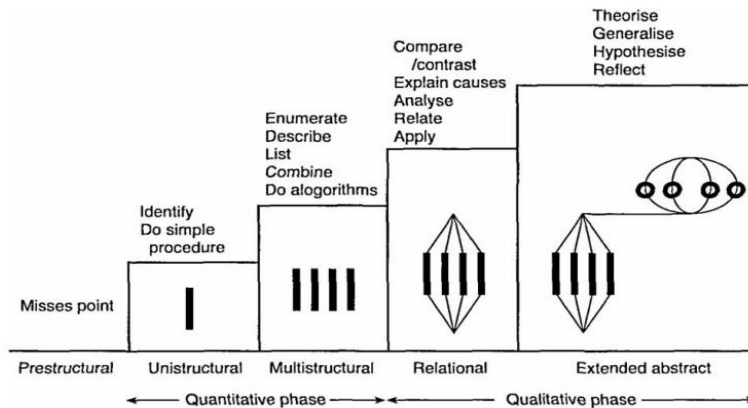 Theorise
Generalise
Hypothesise
Reflect
Compare
/contrast
Explain causes
Analyse
Relate
Apply
Enumerate
Describe
List
Combine
Do alogorithms
Identify
Do simple
procedure
Misses point
Prestructural
Unistructural
Multistructural
Relational
Extended abstract
Quantitative phase
Qualitative phase